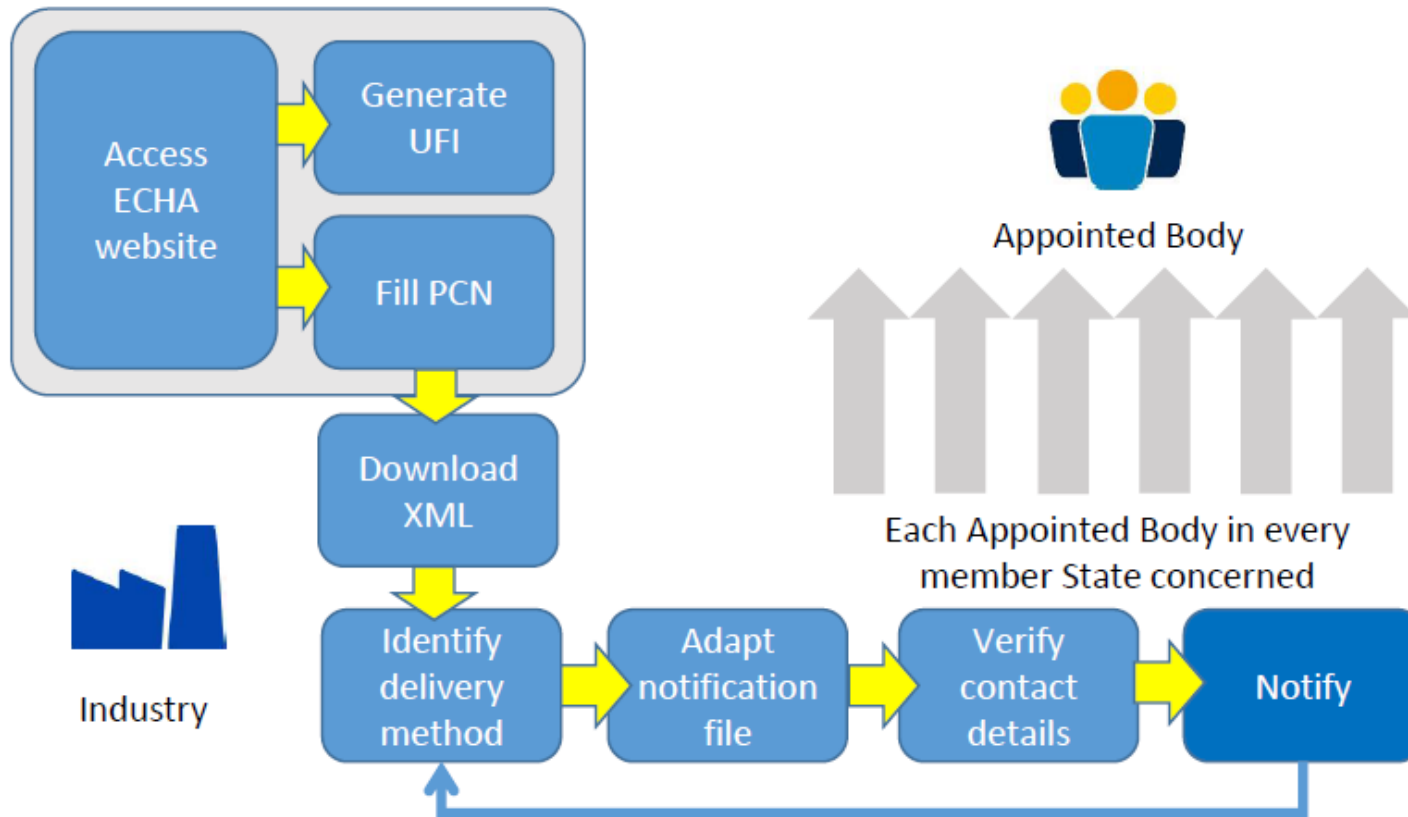 Access
ECHA
website
Generate
UFI
Fill PCN
Download
XML
Industry
Identify
delivery
method
Adapt
notification
file
Verify
contact
details
Notify
Appointed Body
Each Appointed Body in every
member State concerned